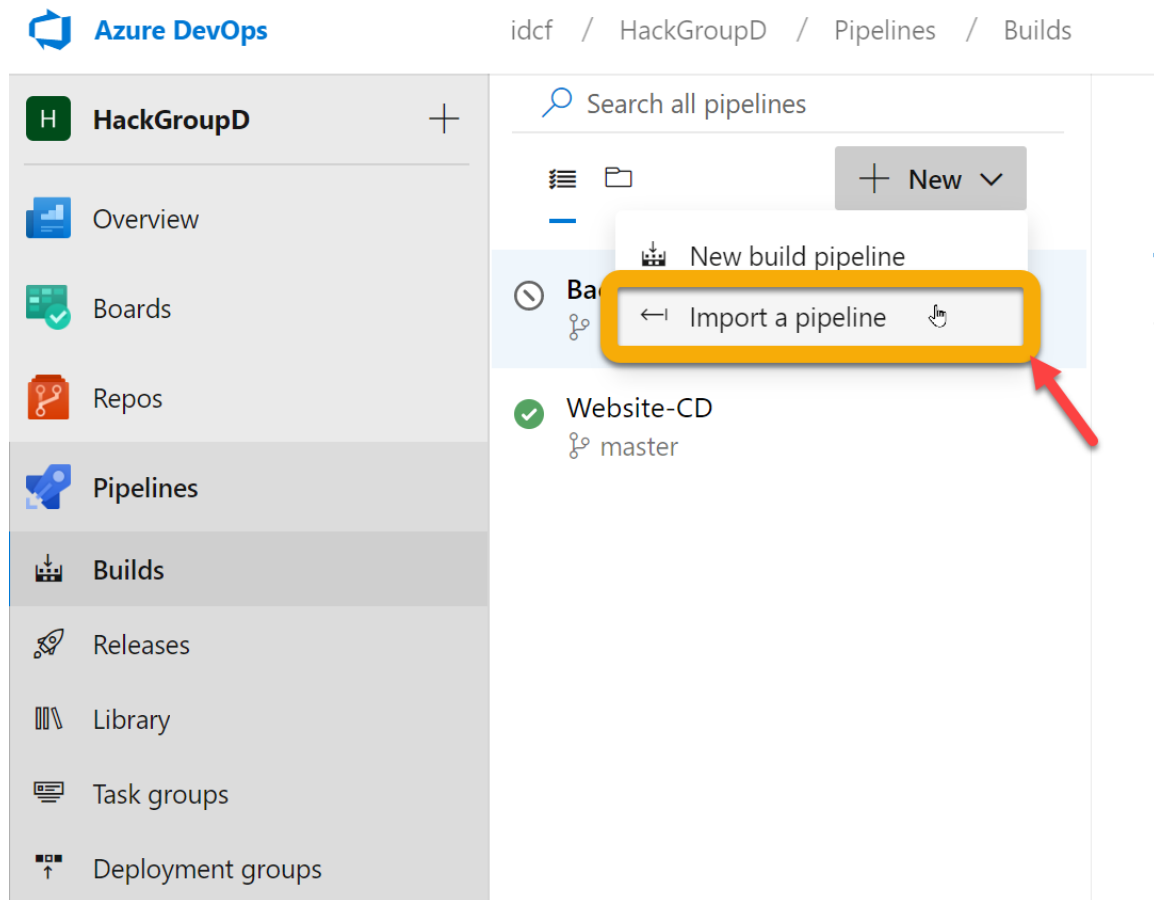 Azure DevOps
idcf / HackGroupD / Pipelines / Builds
H HackGroupD
Overview
Boards
Repos
Pipelines
Builds
Releases
Library
Task groups
Deployment groups
Search all pipelines
New
New build pipeline
Import a pipeline
Website-CD
master